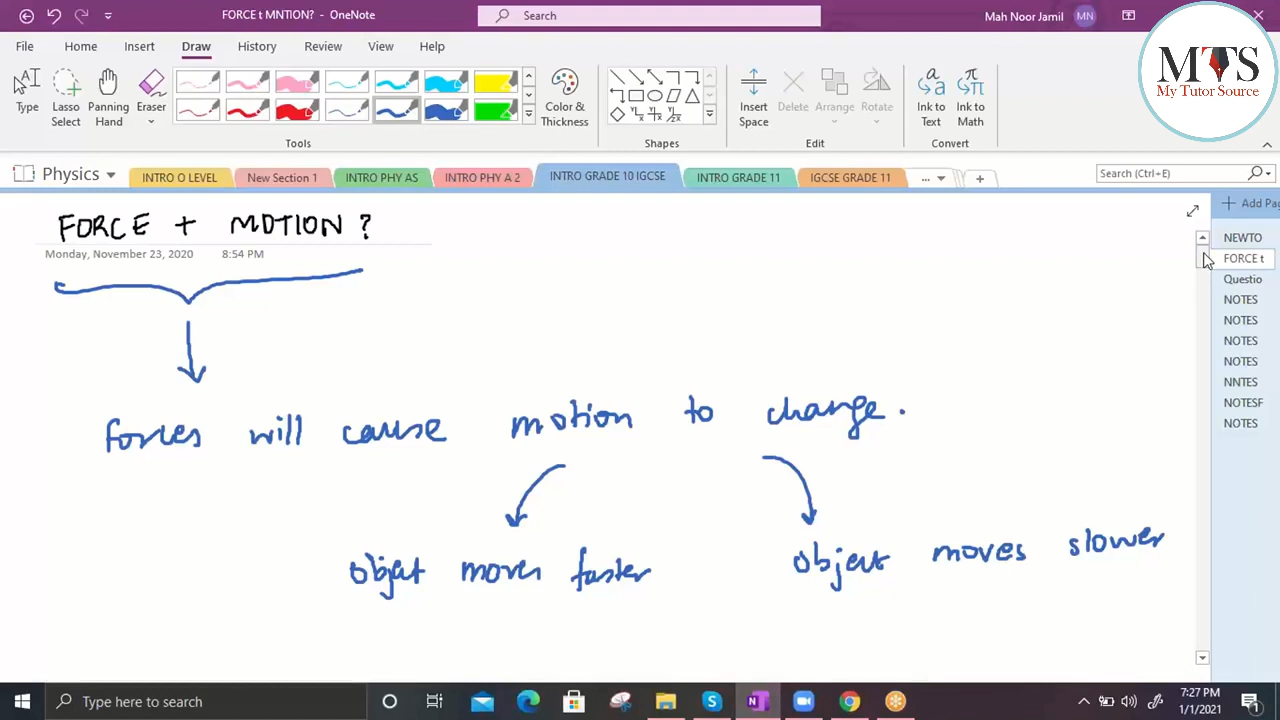 FORCE t MNTION? - OneNote
Search
Mah Noor Jamil MN
File Home Insert Draw History Review View Help
MTS
My Tutor Source
Type
Lasso Select
Panning Hand
Eraser
Color & Thickness
Insert Space
Delete
Arrange
Rotate
Ink to Text
Ink to Math
Tools
Shapes
Edit
Convert
Physics
INTRO O LEVEL
New Section 1
INTRO PHY AS
INTRO PHY A 2
INTRO GRADE 10 IGCSE
INTRO GRADE 11
IGCSE GRADE 11
...
+
Search (Ctrl+E)
FORCE + MOTION?
Monday, November 23, 2020 8:54 PM
forces will cause motion to change.
object moves faster
object moves slower
+ Add Pag
NEWTO
FORCE t
Questio
NOTES
NOTES
NOTES
NOTES
NNTES
NOTESF
NOTES
Type here to search
7:27 PM
1/1/2021